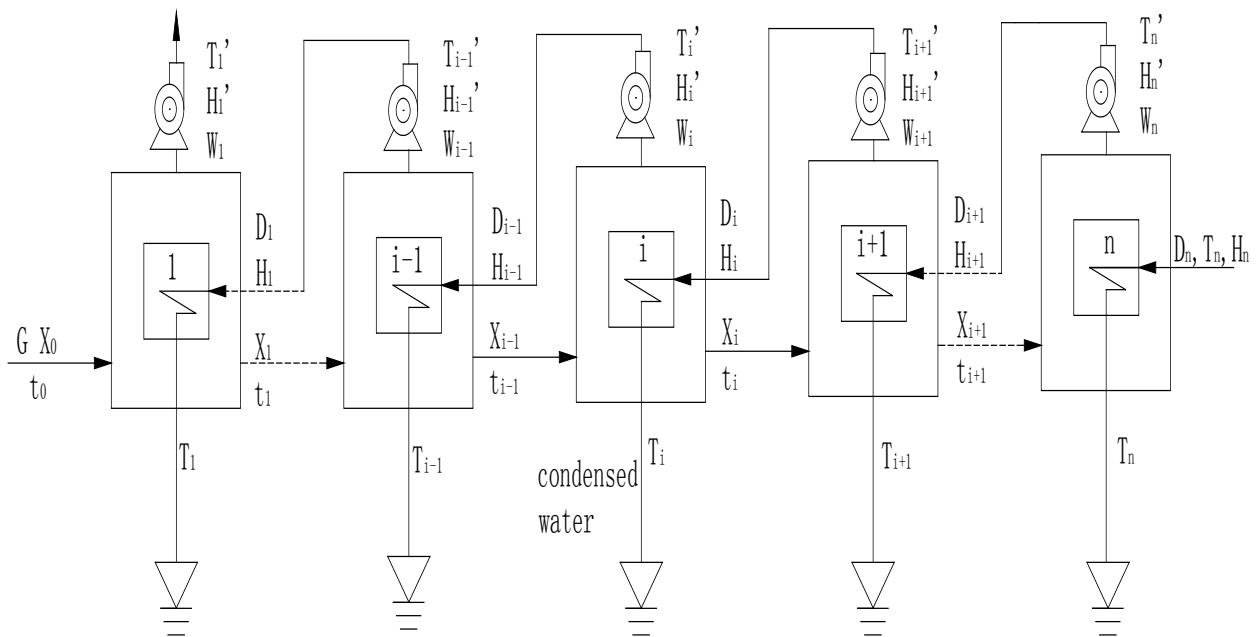 T₁’
H₁’
W₁
Tᵢ₋₁’
Hᵢ₋₁’
Wᵢ₋₁
Tᵢ’
Hᵢ’
Wᵢ
Tᵢ₊₁’
Hᵢ₊₁’
Wᵢ₊₁
Tₙ’
Hₙ’
Wₙ
1
D₁
H₁
i-1
Dᵢ₋₁
Hᵢ₋₁
i
Dᵢ
Hᵢ
i+1
Dᵢ₊₁
Hᵢ₊₁
n
Dₙ, Tₙ, Hₙ
G X₀
t₀
X₁
t₁
Xᵢ₋₁
tᵢ₋₁
Xᵢ
tᵢ
Xᵢ₊₁
tᵢ₊₁
T₁
Tᵢ₋₁
condensed
water
Tᵢ
Tᵢ₊₁
Tₙ